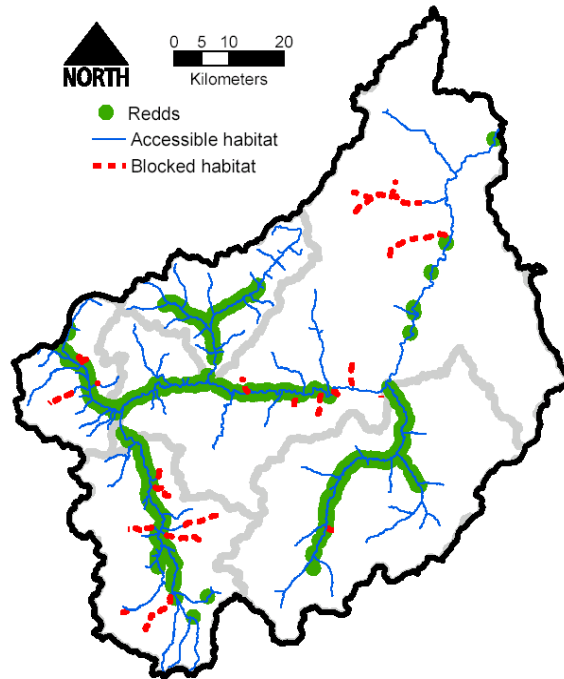 NORTH
0 5 10 20
Kilometers
Redds
Accessible habitat
Blocked habitat